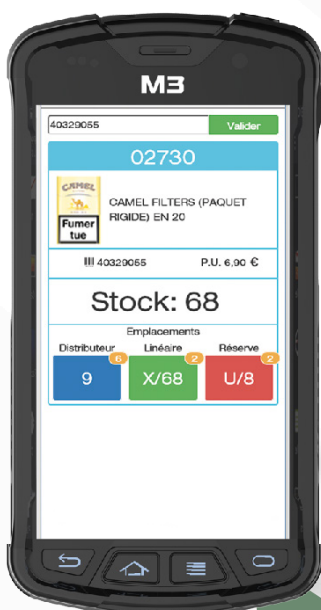 M3
40329055 Valider
02730
CAMEL
Fumer
tue
CAMEL FILTERS (PAQUET
RIGIDE) EN 20
40329055 P.U. 6,90 €
Stock: 68
Emplacements
Distributeur Linéaire Réserve
6 2 2
9 X/68 U/8